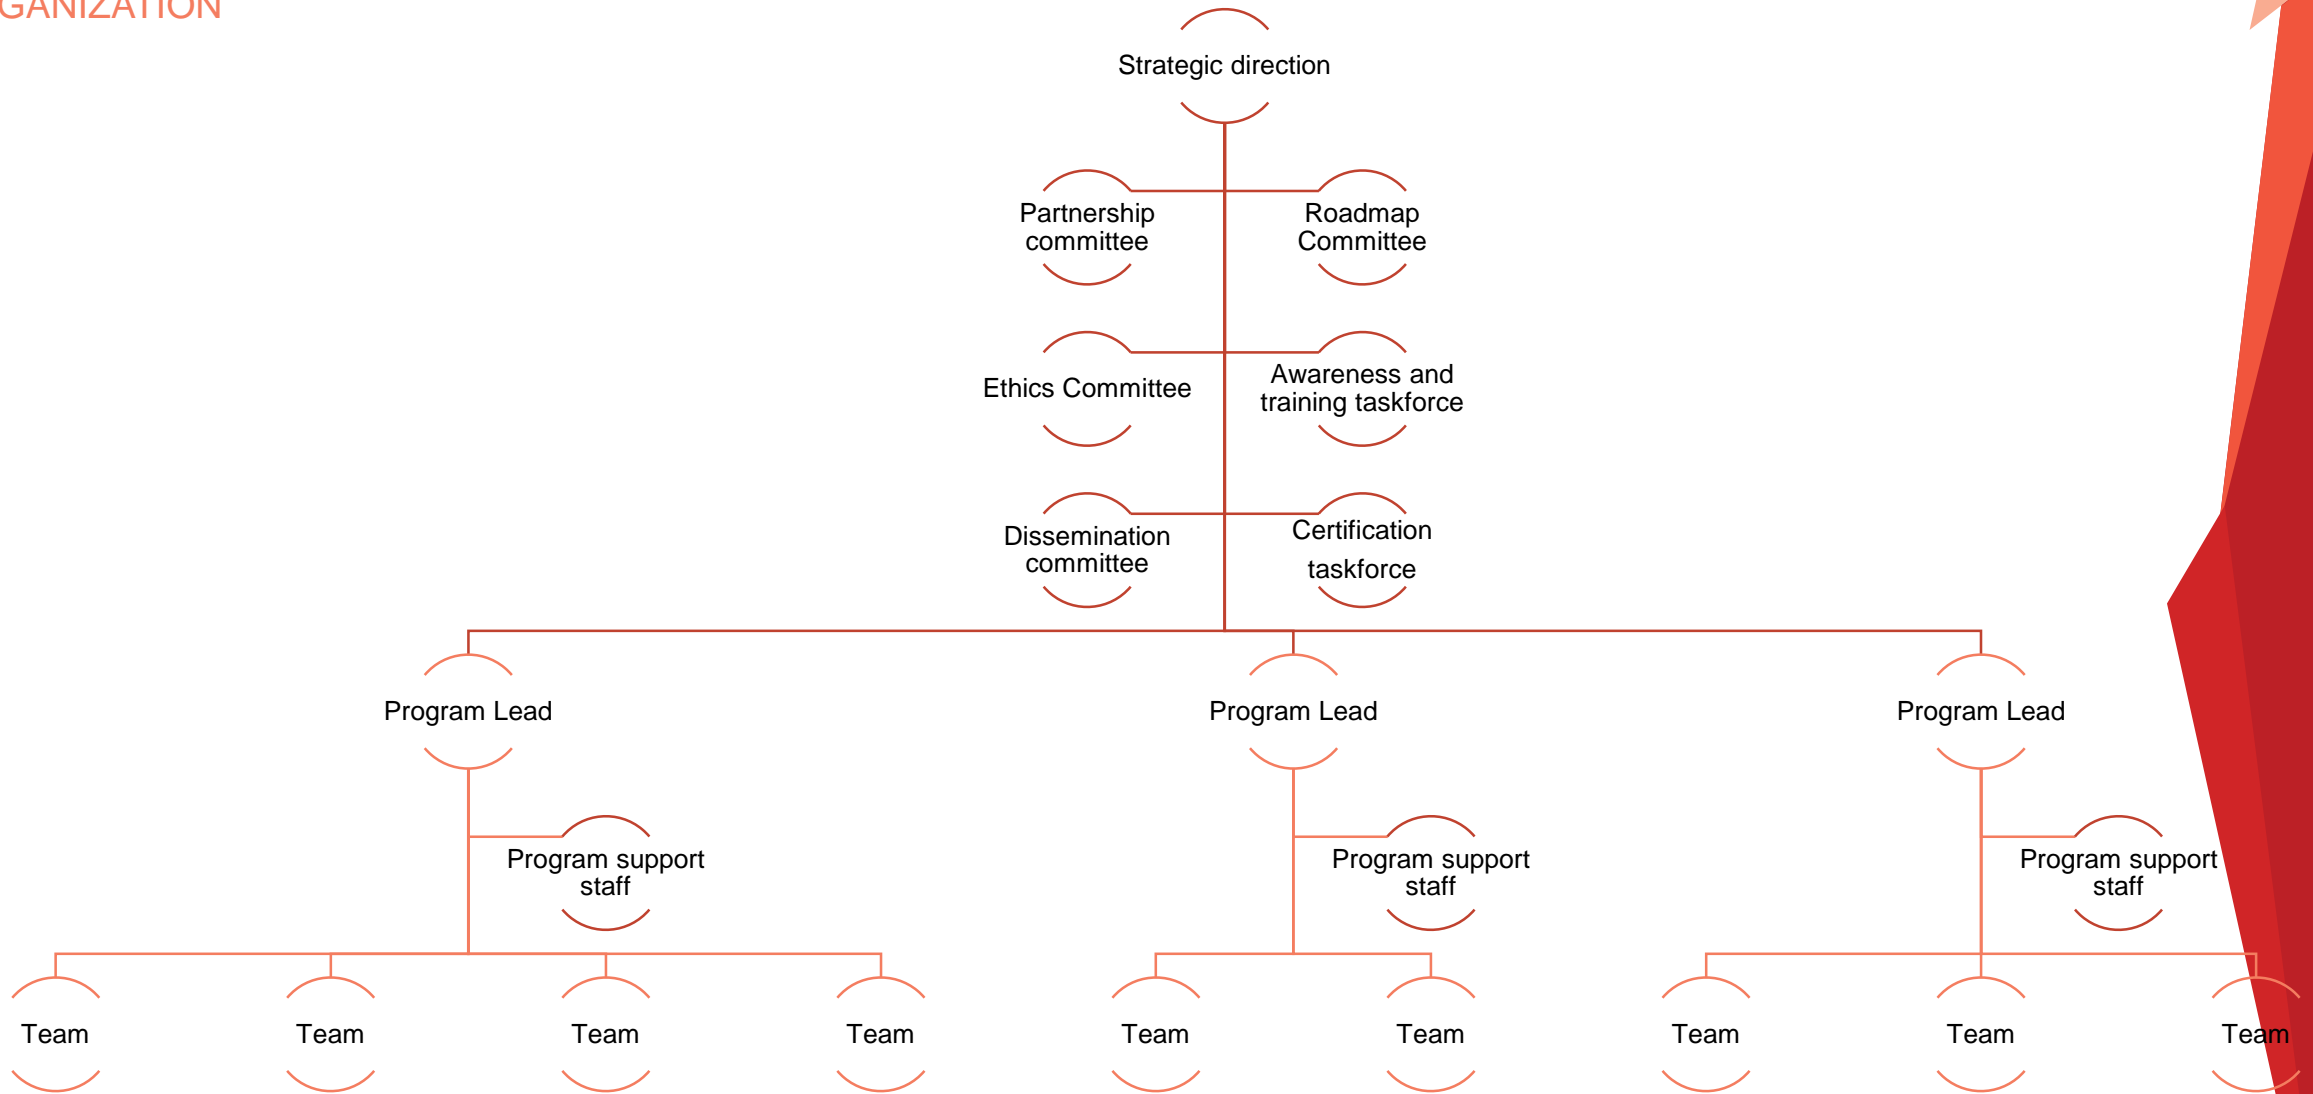 GANIZATION
Strategic direction
Partnership
committee
Roadmap
Committee
Ethics Committee
Awareness and
training taskforce
Dissemination
committee
Certification
taskforce
Program Lead
Program Lead
Program Lead
Program support
staff
Program support
staff
Program support
staff
Team
Team
Team
Team
Team
Team
Team
Team
Team